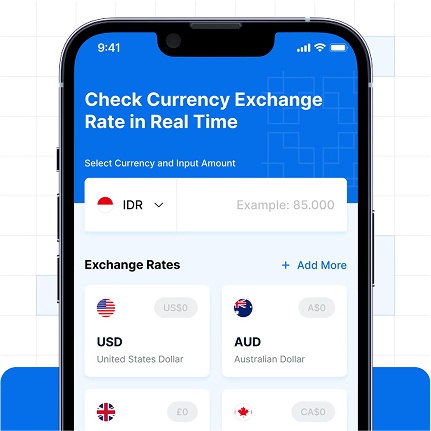 9:41
Check Currency Exchange
Rate in Real Time
Select Currency and Input Amount
IDR
Example: 85.000
Exchange Rates
+ Add More
US$0
A$0
USD
AUD
United States Dollar
Australian Dollar
£0
CA$0